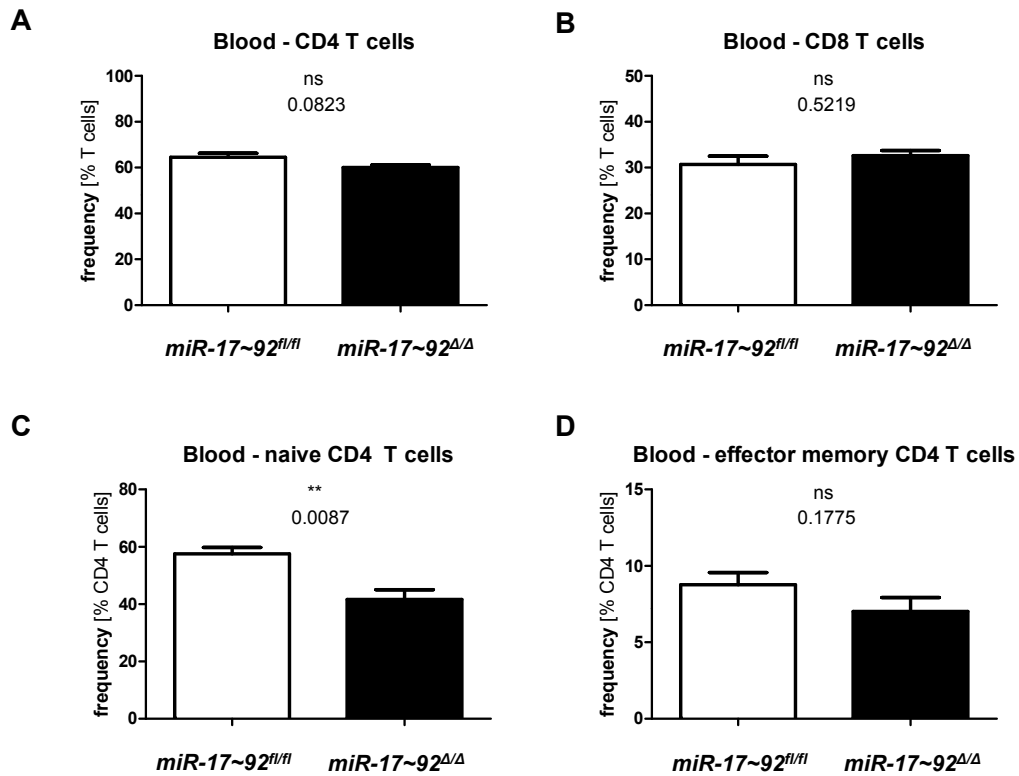 A
Blood - CD4 T cells
ns
0.0823
frequency [% T cells]
100
80
60
40
20
0
miR-17~92fl/fl miR-17~92Δ/Δ
B
Blood - CD8 T cells
ns
0.5219
frequency [% T cells]
50
40
30
20
10
0
miR-17~92fl/fl miR-17~92Δ/Δ
C
Blood - naive CD4 T cells
**
0.0087
frequency [% CD4 T cells]
80
60
40
20
0
miR-17~92fl/fl miR-17~92Δ/Δ
D
Blood - effector memory CD4 T cells
ns
0.1775
frequency [% CD4 T cells]
15
10
5
0
miR-17~92fl/fl miR-17~92Δ/Δ